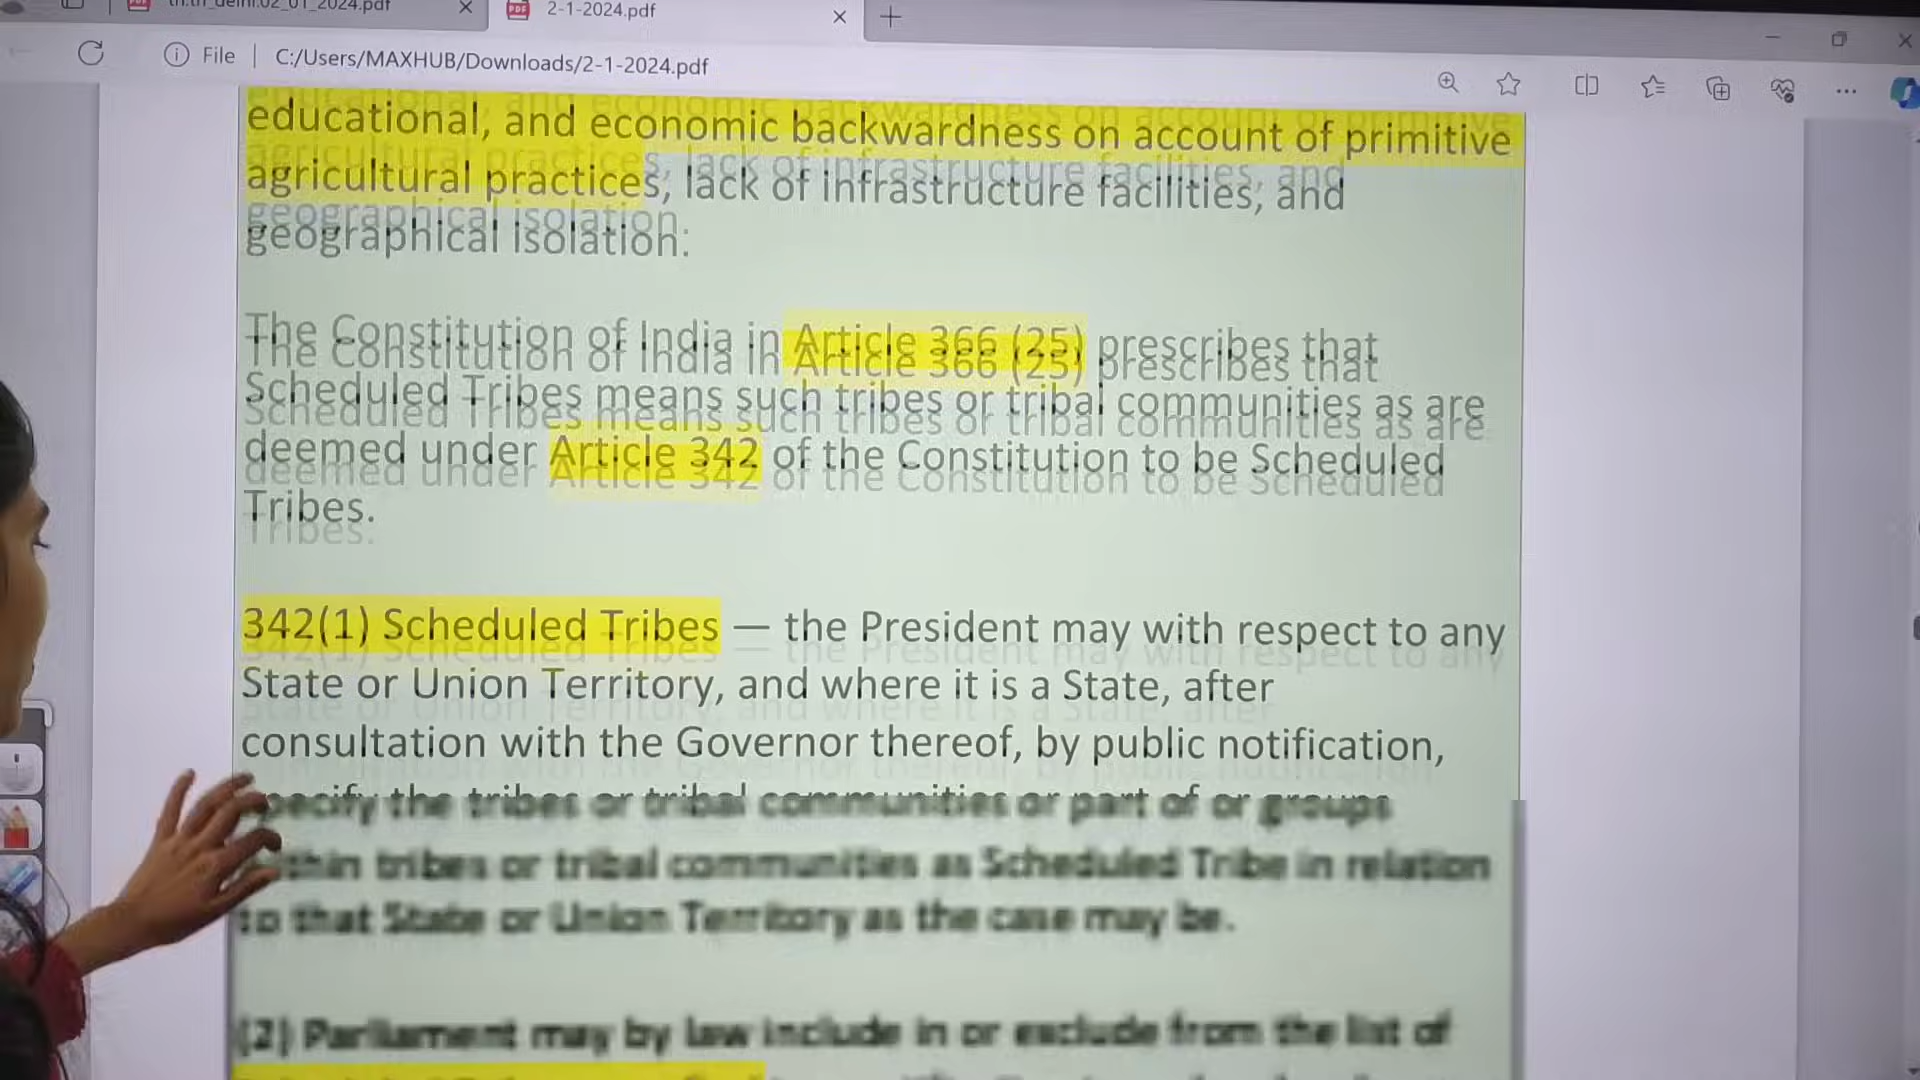 th.th_delhi.02_01_2024.pdf
2-1-2024.pdf
File C:/Users/MAXHUB/Downloads/2-1-2024.pdf
educational, and economic backwardness on account of primitive
agricultural practices, lack of infrastructure facilities, and
geographical isolation.
The Constitution of India in Article 366 (25) prescribes that
Scheduled Tribes means such tribes or tribal communities as are
deemed under Article 342 of the Constitution to be Scheduled
Tribes.
342(1) Scheduled Tribes — the President may with respect to any
State or Union Territory, and where it is a State, after
consultation with the Governor thereof, by public notification,
the tribes or tribal communities or part of or groups
tribes or tribal communities as Scheduled Tribe in relation
to that State or Union Territory as the case may be.
(2) Parliament may by law include in or exclude from the list of